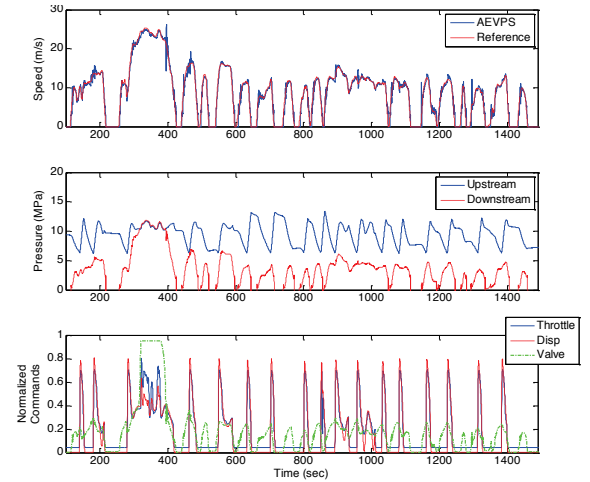 30
20
10
0
Speed (m/s)
AEVPS
Reference
200 400 600 800 1000 1200 1400
20
15
10
5
0
Pressure (MPa)
Upstream
Downstream
200 400 600 800 1000 1200 1400
1
0.8
0.6
0.4
0.2
0
Normalized
Commands
Throttle
Disp
Valve
200 400 600 800 1000 1200 1400
Time (sec)